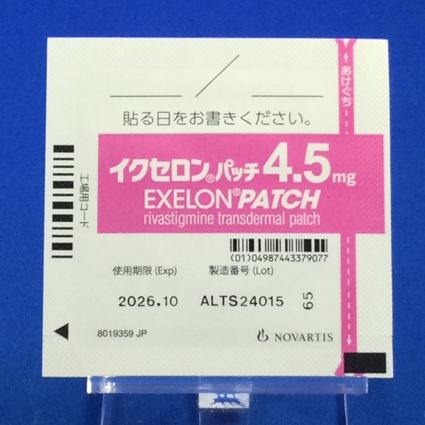 ／
貼る日をお書きください。
あけぐち
イクセロン®パッチ4.5mg
EXELON®PATCH
rivastigmine transdermal patch
(01)04987443379077
工場用コード
使用期限 (Exp) 製造番号 (Lot)
2026.10 ALTS24015 65
8019359 JP
NOVARTIS